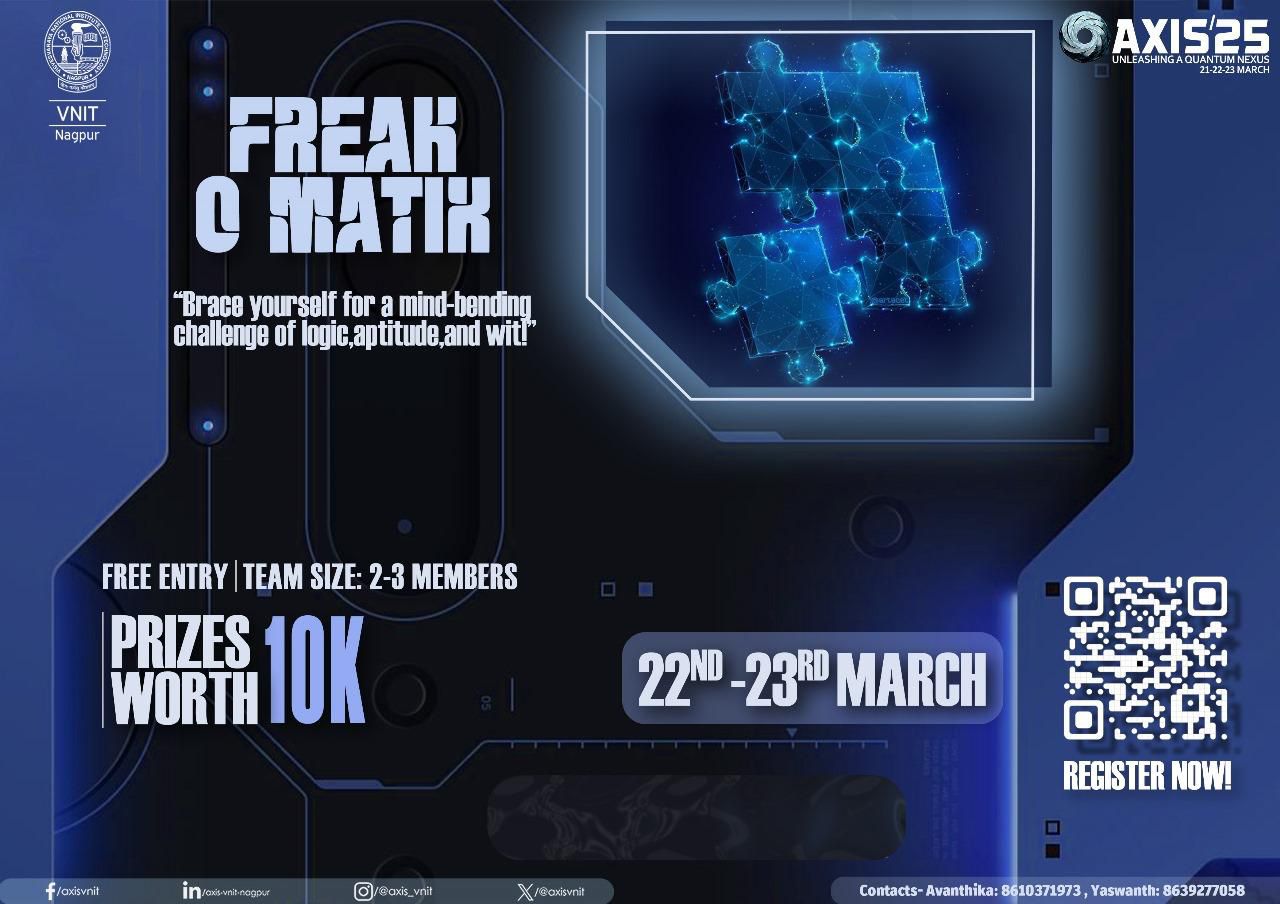 VNIT
Nagpur
AXIS'25
UNLEASHING A QUANTUM NEXUS
21-22-23 MARCH
FREAK
O MATIX
“Brace yourself for a mind-bending
challenge of logic,aptitude,and wit!”
FREE ENTRY | TEAM SIZE: 2-3 MEMBERS
PRIZES
WORTH 10K
05
22ND -23RD MARCH
REGISTER NOW!
/axisvnit
/axis-vnit-nagpur
/@axis_vnit
/@axisvnit
Contacts- Avanthika: 8610371973 , Yaswanth: 8639277058